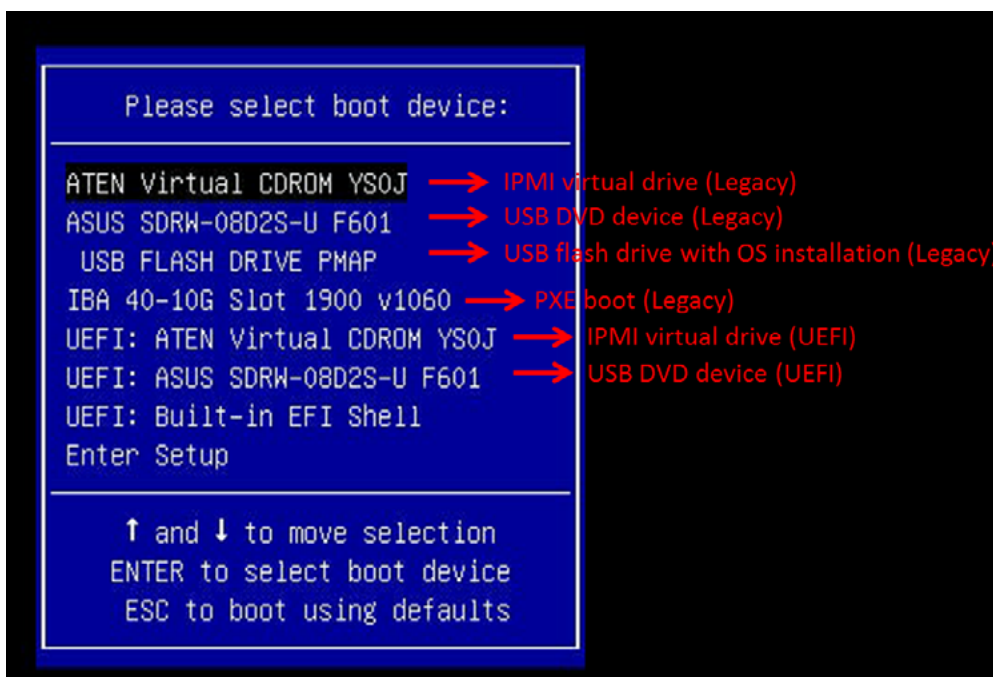 Please select boot device:
ATEN Virtual CDROM YS0J → IPMI virtual drive (Legacy)
ASUS SDRW-08D2S-U F601 → USB DVD device (Legacy)
USB FLASH DRIVE PMAP → USB flash drive with OS installation (Legacy)
IBA 40-10G Slot 1900 v1060 → PXE boot (Legacy)
UEFI: ATEN Virtual CDROM YS0J → IPMI virtual drive (UEFI)
UEFI: ASUS SDRW-08D2S-U F601 → USB DVD device (UEFI)
UEFI: Built-in EFI Shell
Enter Setup
↑ and ↓ to move selection
ENTER to select boot device
ESC to boot using defaults